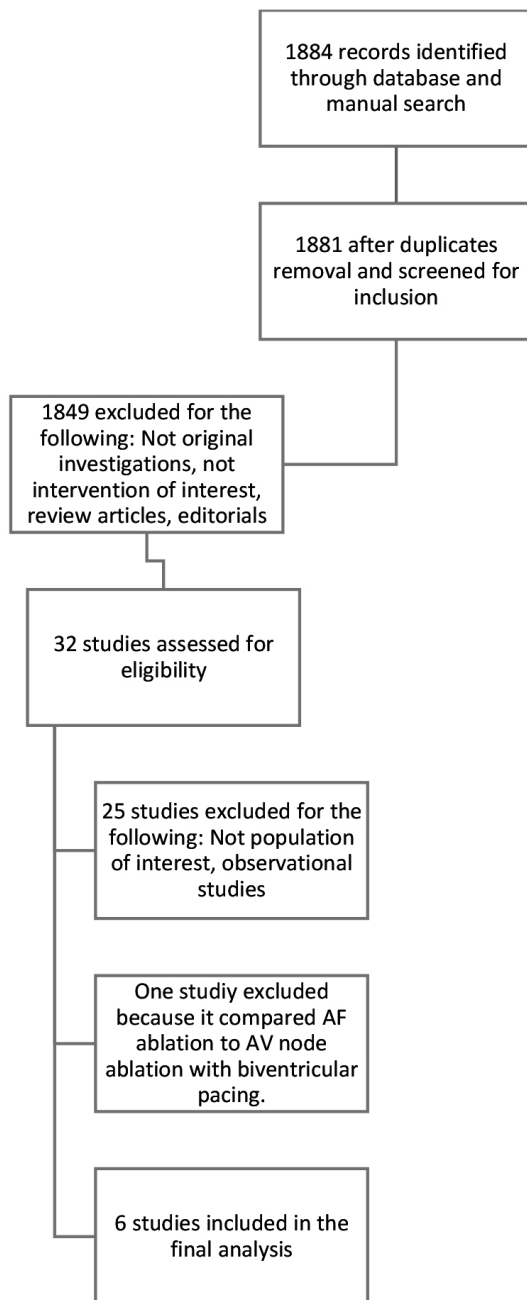 1884 records identified
through database and
manual search
1881 after duplicates
removal and screened for
inclusion
1849 excluded for the
following: Not original
investigations, not
intervention of interest,
review articles, editorials
32 studies assessed for
eligibility
25 studies excluded for the
following: Not population
of interest, observational
studies
One studiy excluded
because it compared AF
ablation to AV node
ablation with biventricular
pacing.
6 studies included in the
final analysis